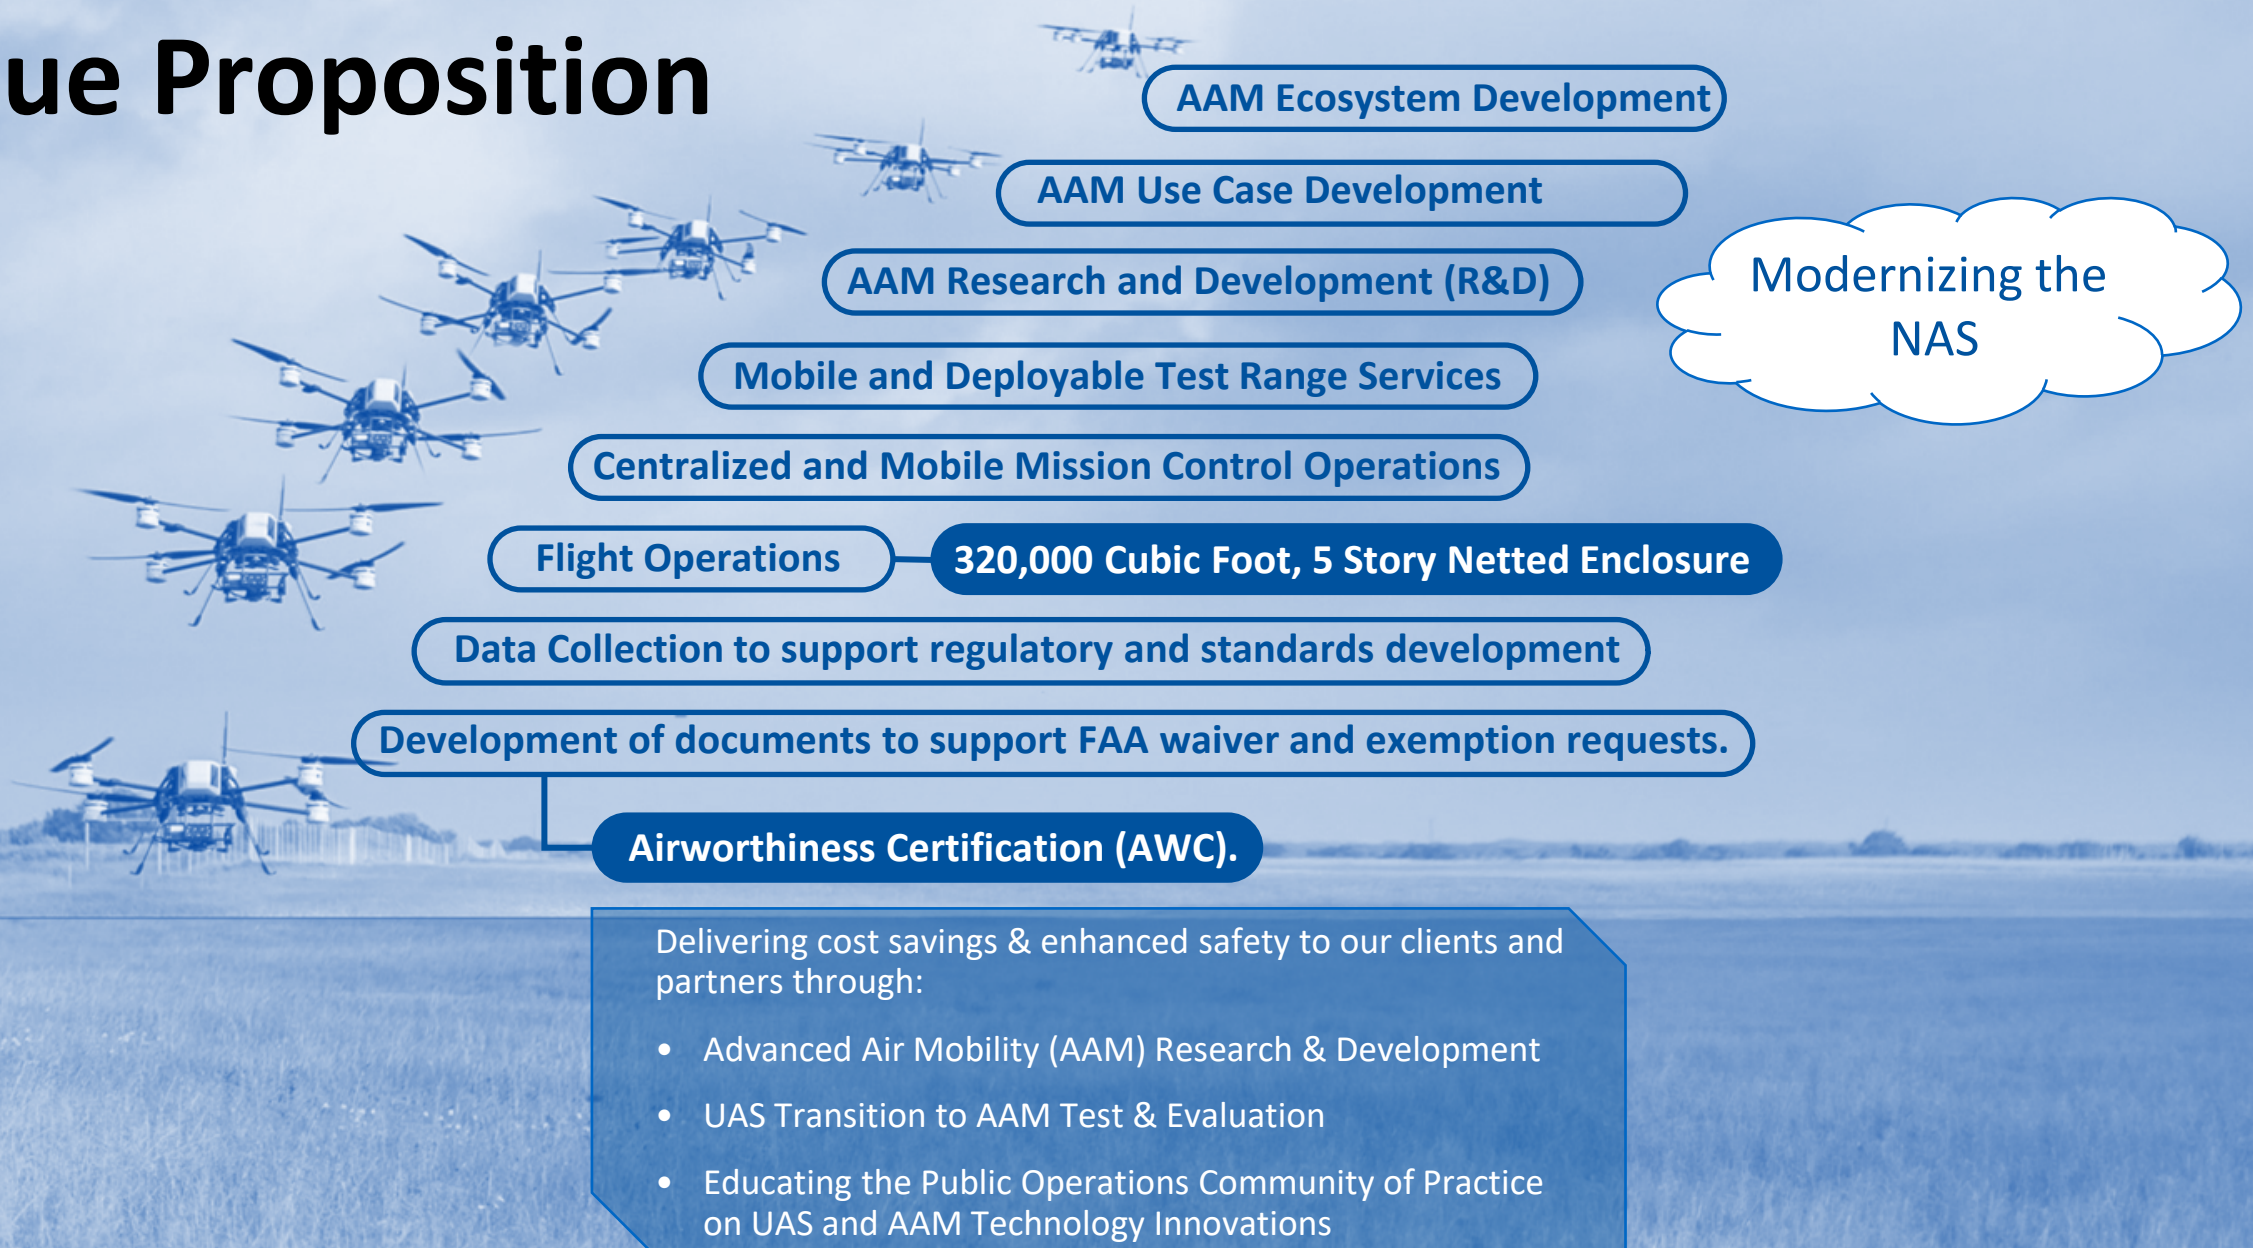 ue Proposition
AAM Ecosystem Development
AAM Use Case Development
AAM Research and Development (R&D)
Modernizing the
NAS
Mobile and Deployable Test Range Services
Centralized and Mobile Mission Control Operations
Flight Operations
320,000 Cubic Foot, 5 Story Netted Enclosure
Data Collection to support regulatory and standards development
Development of documents to support FAA waiver and exemption requests.
Airworthiness Certification (AWC).
Delivering cost savings & enhanced safety to our clients and
partners through:
• Advanced Air Mobility (AAM) Research & Development
• UAS Transition to AAM Test & Evaluation
• Educating the Public Operations Community of Practice
on UAS and AAM Technology Innovations